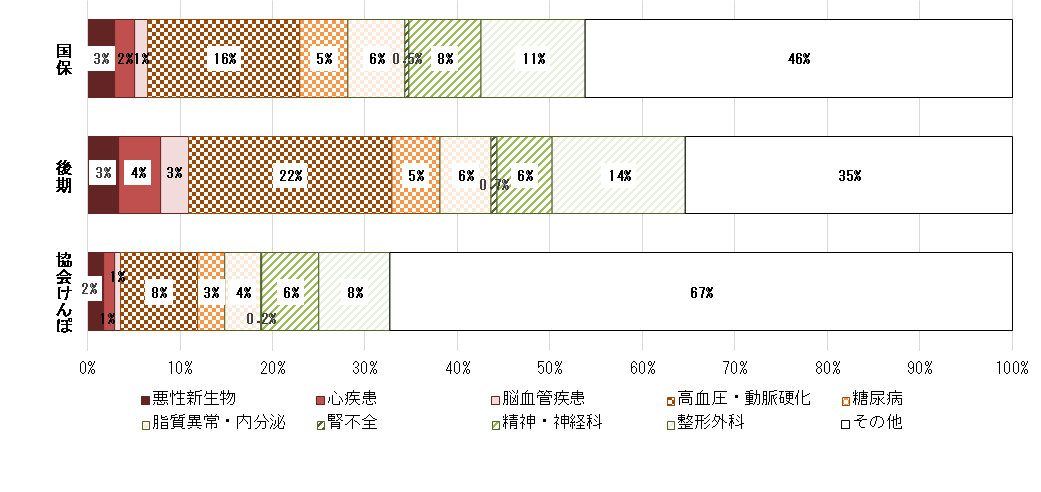 国保
3% 2% 1% 16% 5% 6% 0.5% 8% 11% 46%
後期
3% 4% 3% 22% 5% 6% 0.7% 6% 14% 35%
協会けんぽ
2% 1% 1% 8% 3% 4% 0.2% 6% 8% 67%
0% 10% 20% 30% 40% 50% 60% 70% 80% 90% 100%
悪性新生物 心疾患 脳血管疾患 高血圧・動脈硬化 糖尿病
脂質異常・内分泌 腎不全 精神・神経科 整形外科 その他